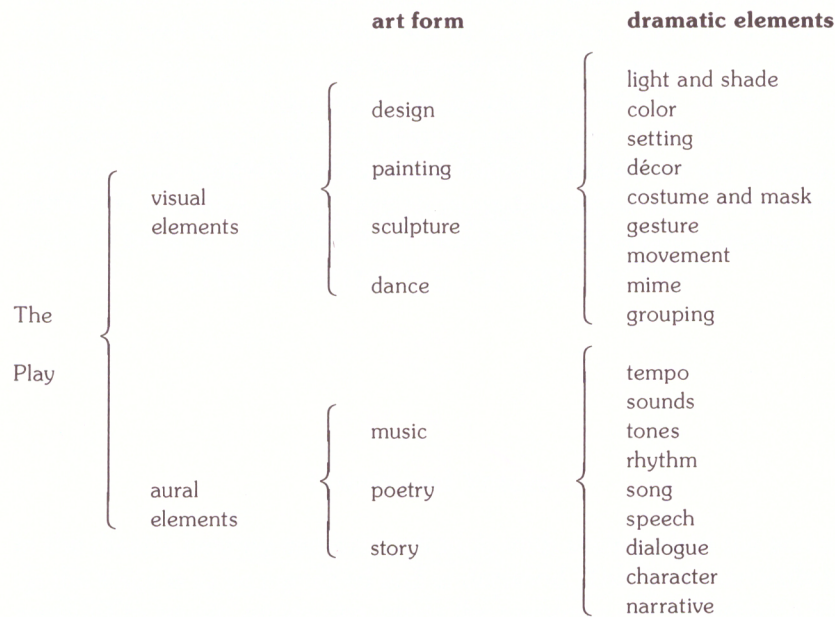 art form
dramatic elements
The
Play
visual
elements
design
painting
sculpture
dance
light and shade
color
setting
décor
costume and mask
gesture
movement
mime
grouping
aural
elements
music
poetry
story
tempo
sounds
tones
rhythm
song
speech
dialogue
character
narrative